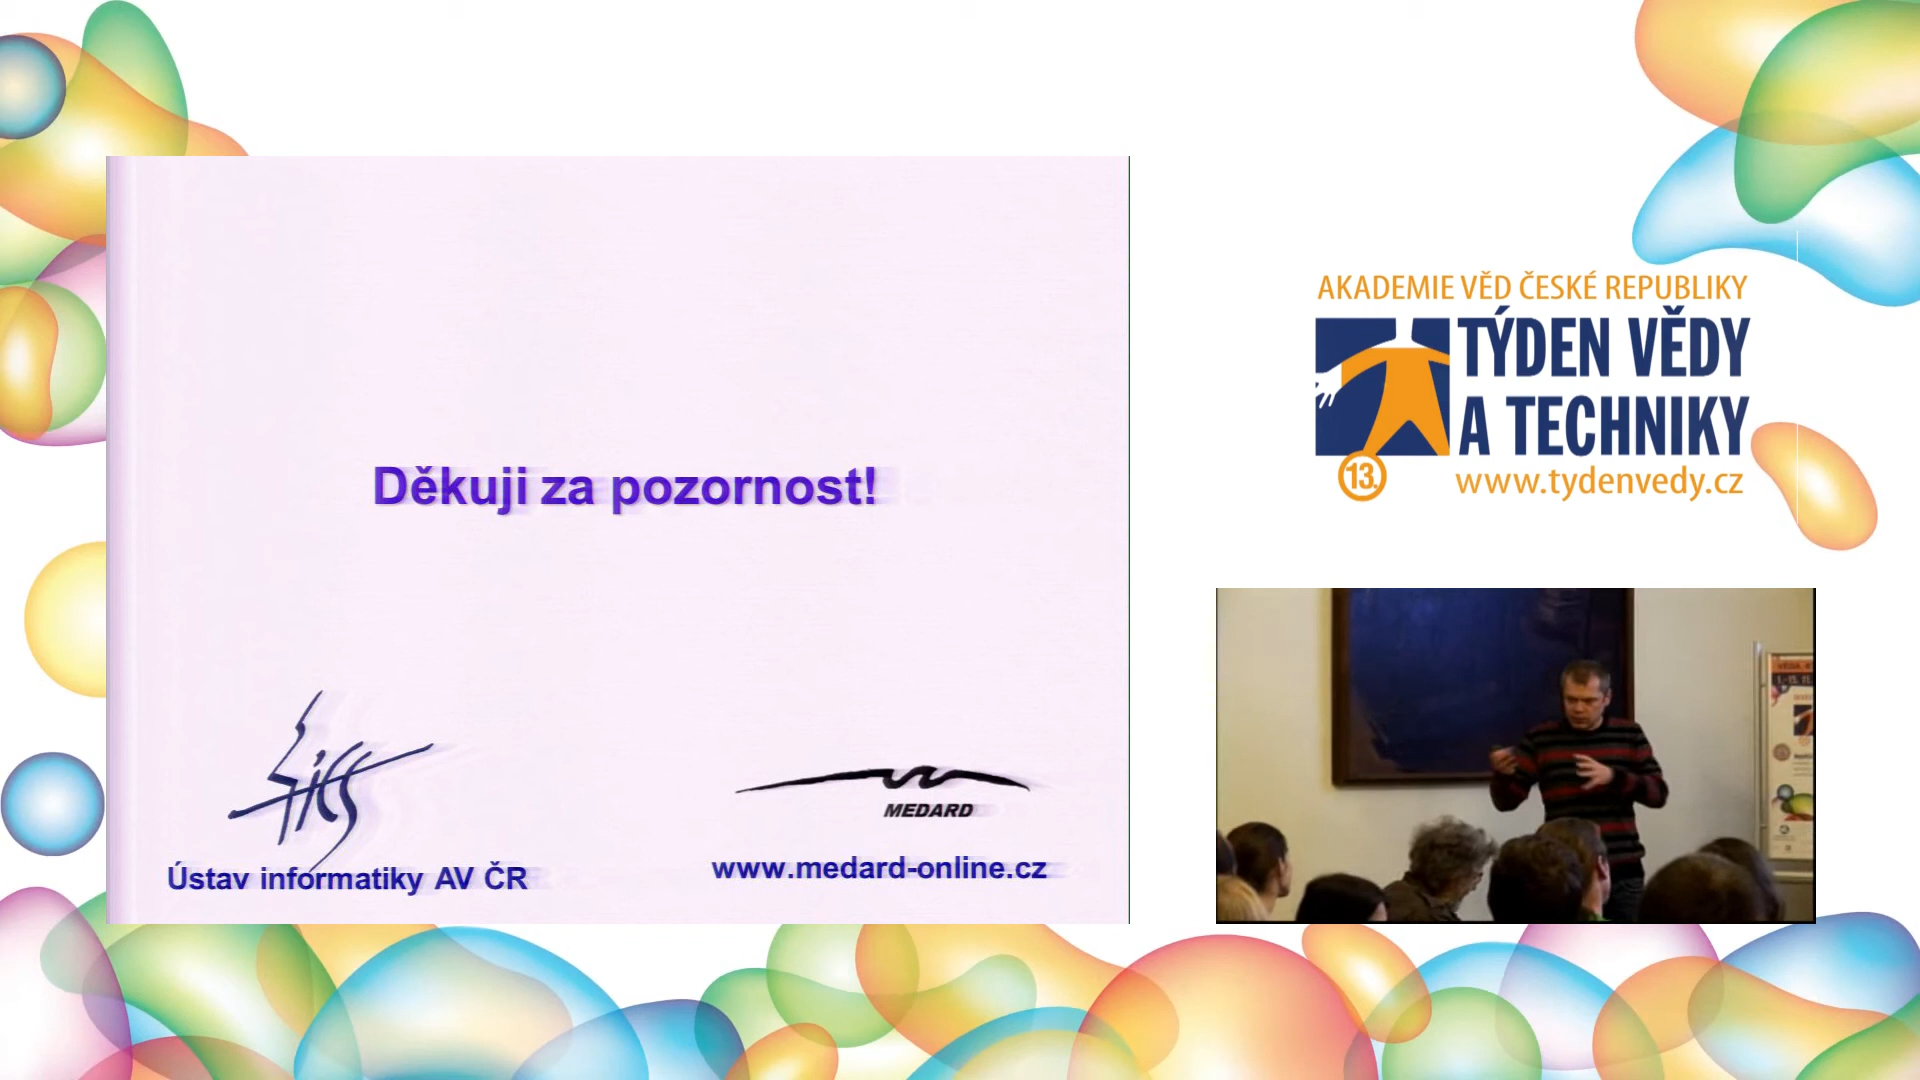 Děkuji za pozornost!
Ústav informatiky AV ČR
MEDARD
www.medard-online.cz
AKADEMIE VĚD ČESKÉ REPUBLIKY
TÝDEN VĚDY
A TECHNIKY
13.
www.tydenvedy.cz